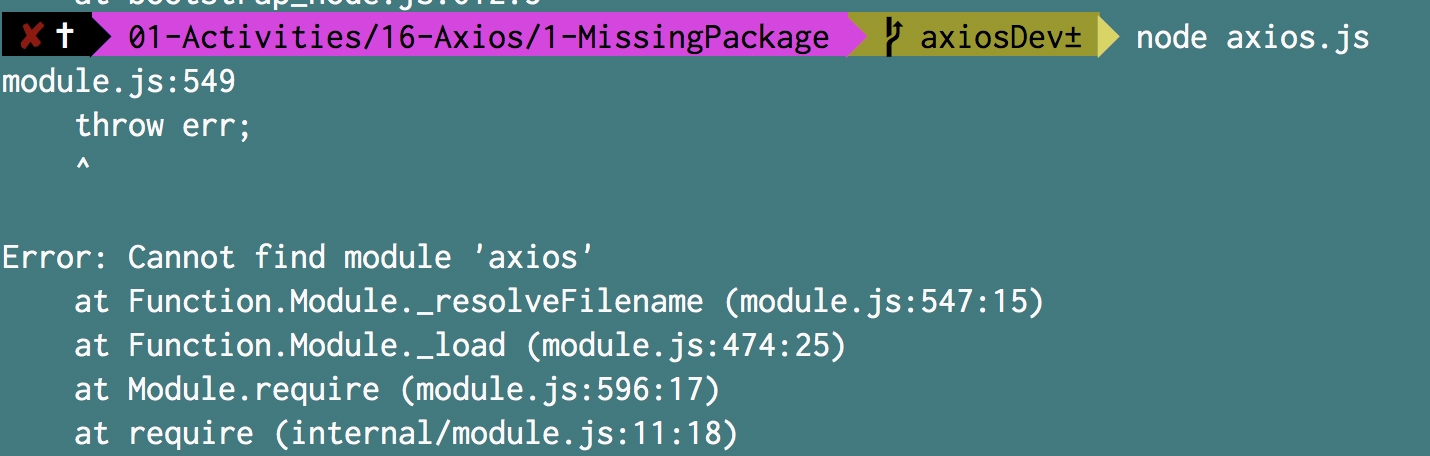 ✘ ✝ 01-Activities/16-Axios/1-MissingPackage axiosDev± node axios.js
module.js:549
    throw err;
    ^
Error: Cannot find module 'axios'
    at Function.Module._resolveFilename (module.js:547:15)
    at Function.Module._load (module.js:474:25)
    at Module.require (module.js:596:17)
    at require (internal/module.js:11:18)